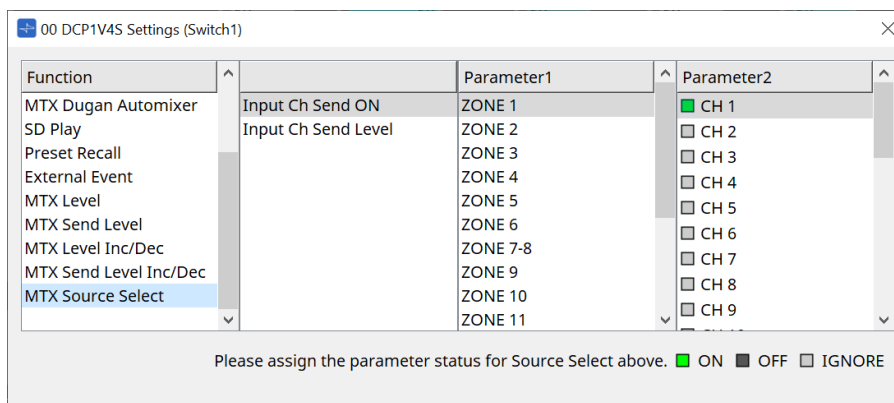 00 DCP1V4S Settings (Switch1)
Function
MTX Dugan Automixer
SD Play
Preset Recall
External Event
MTX Level
MTX Send Level
MTX Level Inc/Dec
MTX Send Level Inc/Dec
MTX Source Select
Input Ch Send ON
Input Ch Send Level
Parameter1
ZONE 1
ZONE 2
ZONE 3
ZONE 4
ZONE 5
ZONE 6
ZONE 7-8
ZONE 9
ZONE 10
ZONE 11
Parameter2
CH 1
CH 2
CH 3
CH 4
CH 5
CH 6
CH 7
CH 8
CH 9
Please assign the parameter status for Source Select above. ON OFF IGNORE